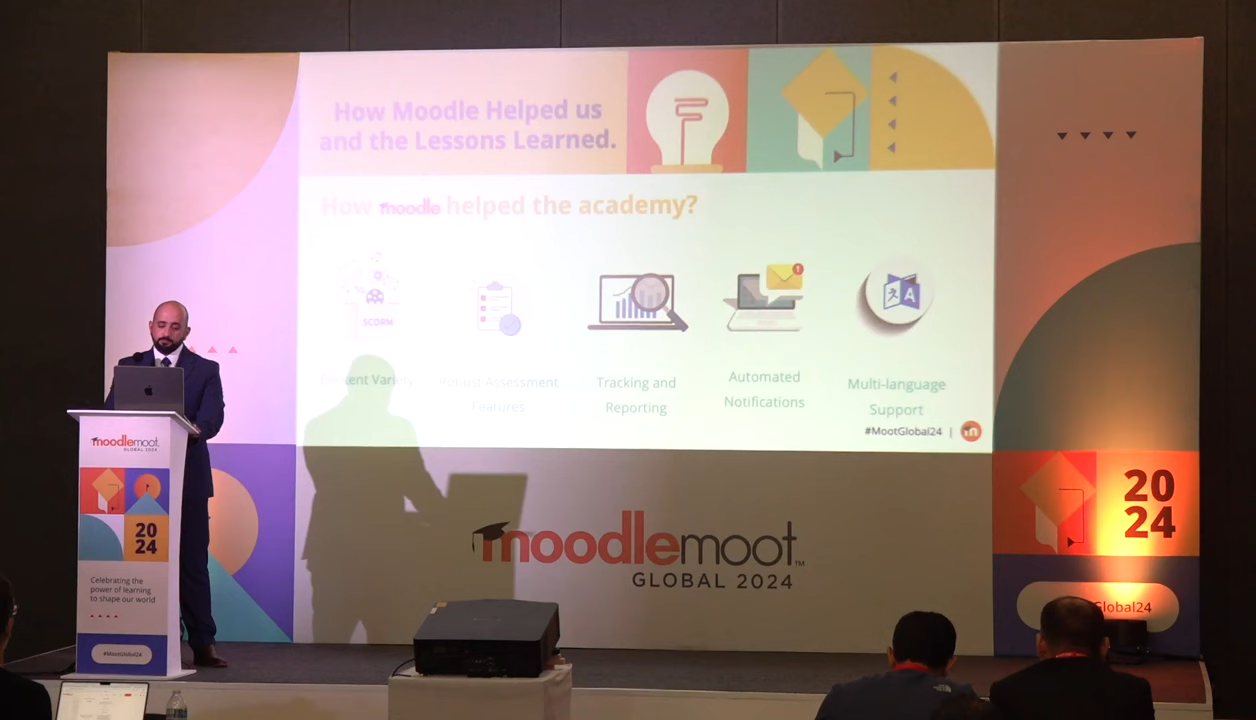 How Moodle Helped us
and the Lessons Learned.
How moodle helped the academy?
SCORM
1
A
Content Variety
Robust Assessment
Features
Tracking and
Reporting
Automated
Notifications
Multi-language
Support
#MootGlobal24 | m
moodlemoot
GLOBAL 2024
20
24
Celebrating the
power of learning
to shape our world
#MootGlobal24
moodlemoot™
GLOBAL 2024
20
24
Global24